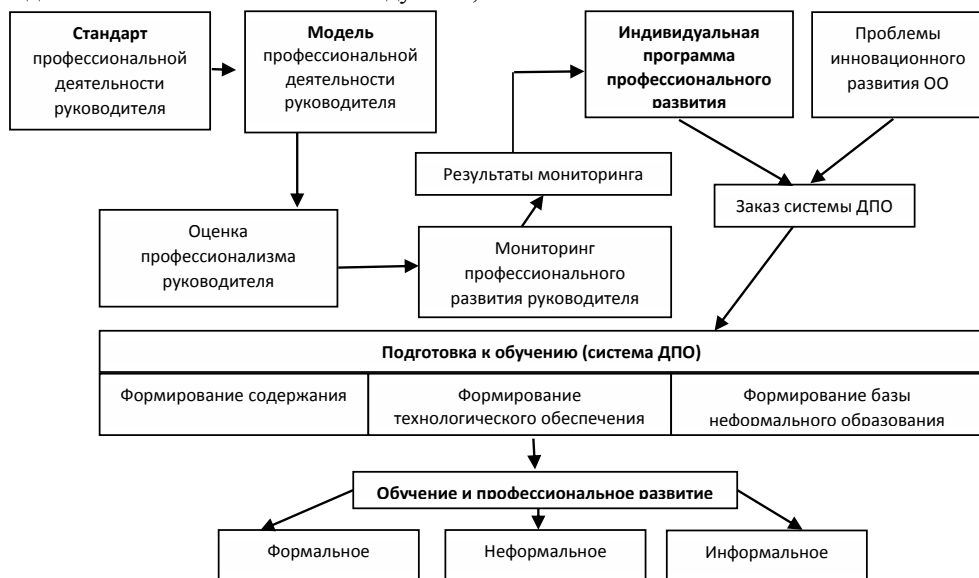 Стандарт
профессиональной
деятельности
руководителя
Модель
профессиональной
деятельности
руководителя
Индивидуальная
программа
профессионального
развития
Проблемы
инновационного
развития ОО
Результаты мониторинга
Заказ системы ДПО
Оценка
профессионализма
руководителя
Мониторинг
профессионального
развития руководителя
Подготовка к обучению (система ДПО)
Формирование содержания
Формирование
технологического обеспечения
Формирование базы
неформального образования
Обучение и профессиональное развитие
Формальное
Неформальное
Информальное